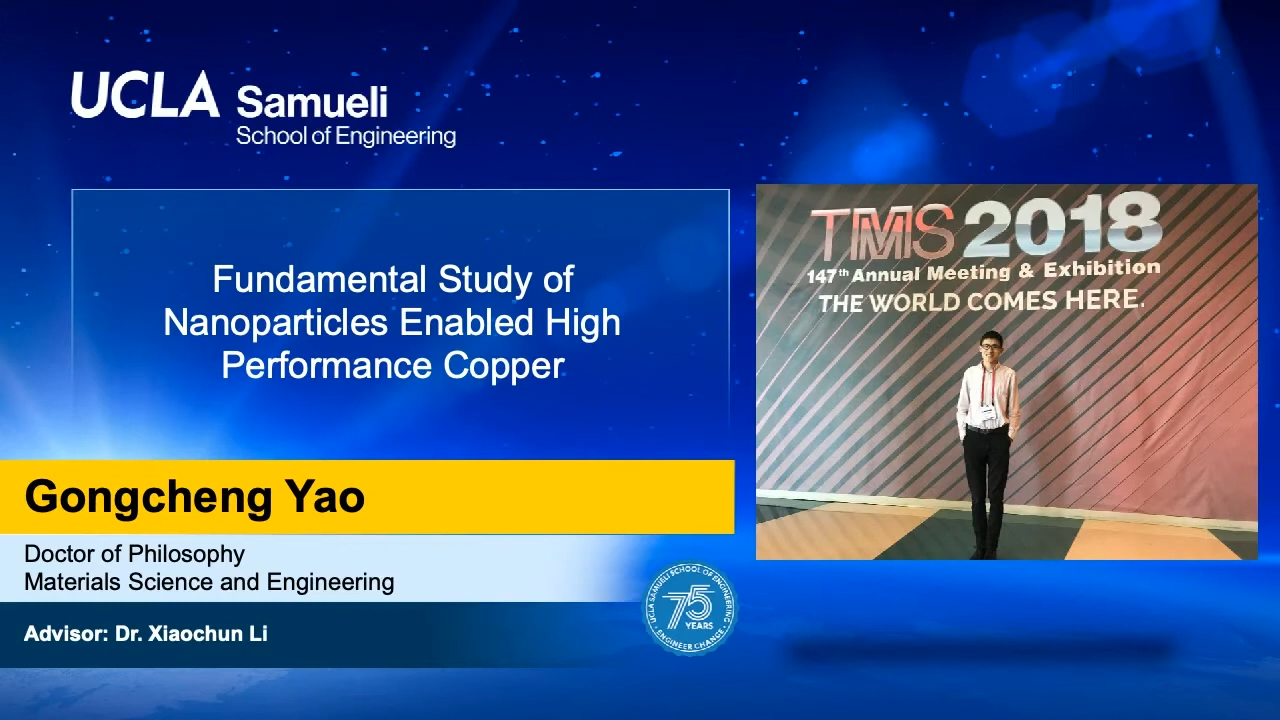 UCLA Samueli
School of Engineering
Fundamental Study of
Nanoparticles Enabled High
Performance Copper
Gongcheng Yao
Doctor of Philosophy
Materials Science and Engineering
Advisor: Dr. Xiaochun Li
UCLA SAMUELI SCHOOL OF ENGINEERING
75
YEARS
ENGINEER CHANGE
TMS 2018
147th Annual Meeting & Exhibition
THE WORLD COMES HERE.